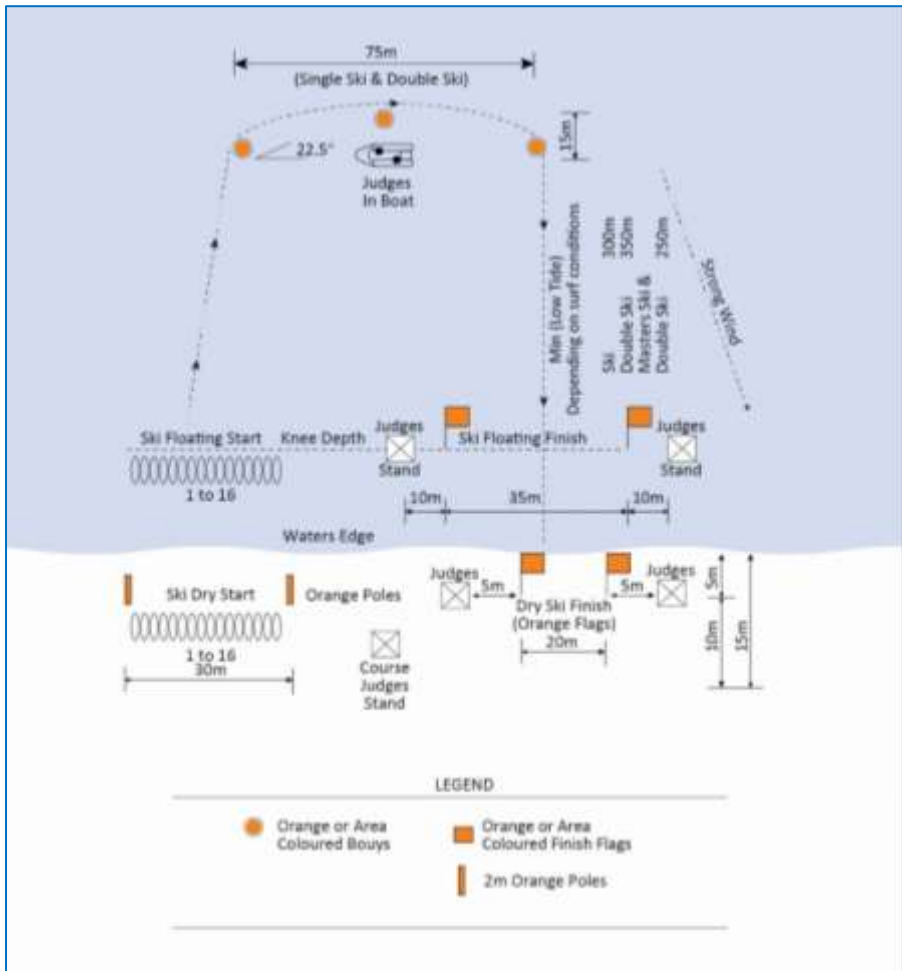 75m
(Single Ski & Double Ski)
22.5°
Judges
In Boat
15m
Min (Low Tide)
Depending on surf conditions
Ski 300m
Double Ski 350m
Masters Ski &
Double Ski 250m
Strong Wind
Ski Floating Start
Knee Depth
Judges
Stand
Ski Floating Finish
Judges
Stand
1 to 16
10m
35m
10m
Waters Edge
Judges
5m
5m
Judges
5m
Ski Dry Start
Orange Poles
Dry Ski Finish
(Orange Flags)
20m
10m
15m
1 to 16
30m
Course
Judges
Stand
LEGEND
Orange or Area
Coloured Bouys
Orange or Area
Coloured Finish Flags
2m Orange Poles